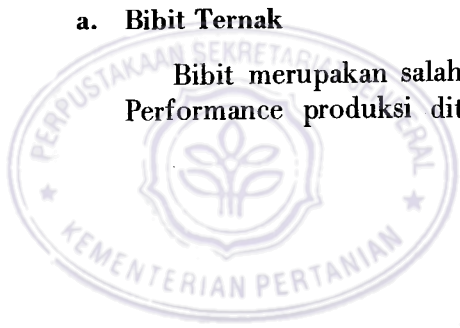 a. Bibit Ternak
Bibit merupakan salah
Performance produksi dit
PERPUSTAKAAN SEKRETARIAT JENDERAL
KEMENTERIAN PERTANIAN